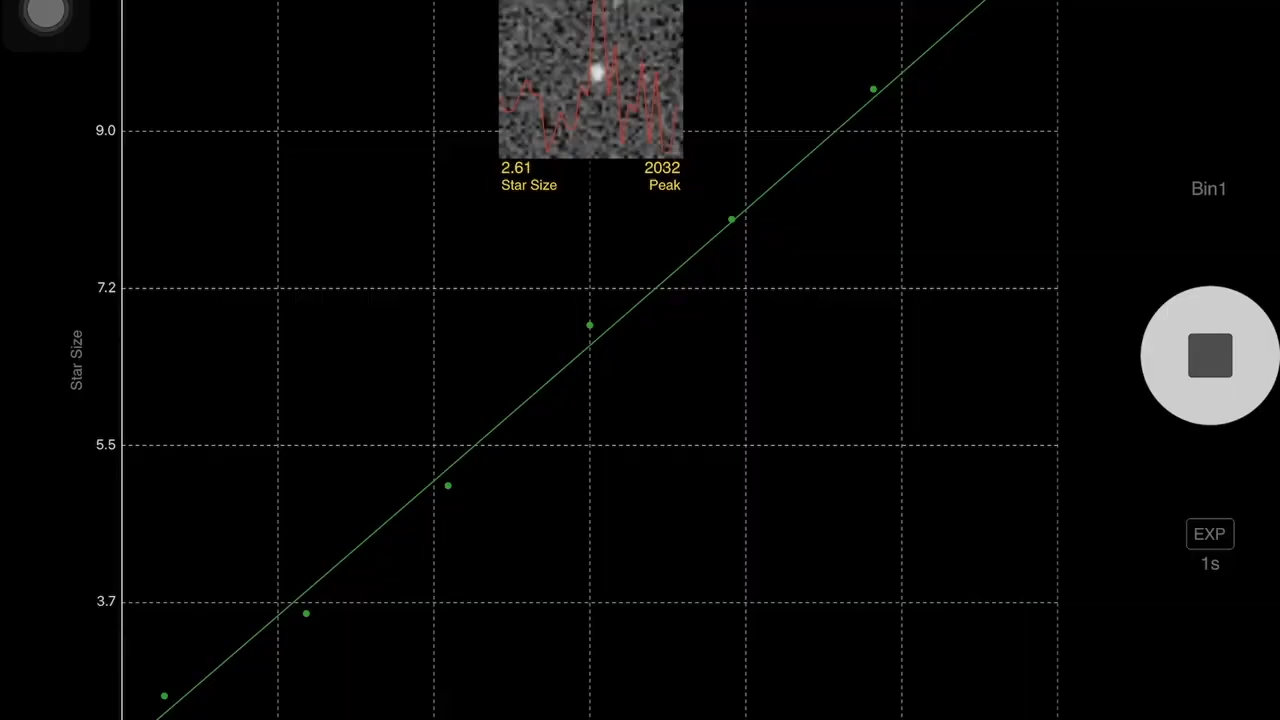 9.0
2.61
2032
Star Size
Peak
Bin1
7.2
Star Size
5.5
EXP
1s
3.7